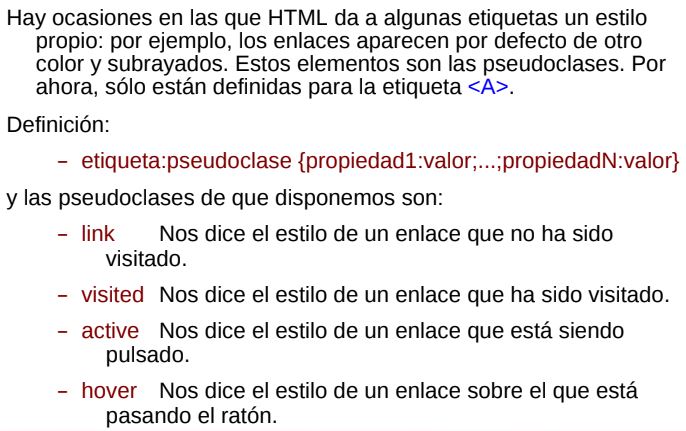 Hay ocasiones en las que HTML da a algunas etiquetas un estilo
propio: por ejemplo, los enlaces aparecen por defecto de otro
color y subrayados. Estos elementos son las pseudoclases. Por
ahora, sólo están definidas para la etiqueta <A>.
Definición:
– etiqueta:pseudoclase {propiedad1:valor;...;propiedadN:valor}
y las pseudoclases de que disponemos son:
– link Nos dice el estilo de un enlace que no ha sido
visitado.
– visited Nos dice el estilo de un enlace que ha sido visitado.
– active Nos dice el estilo de un enlace que está siendo
pulsado.
– hover Nos dice el estilo de un enlace sobre el que está
pasando el ratón.